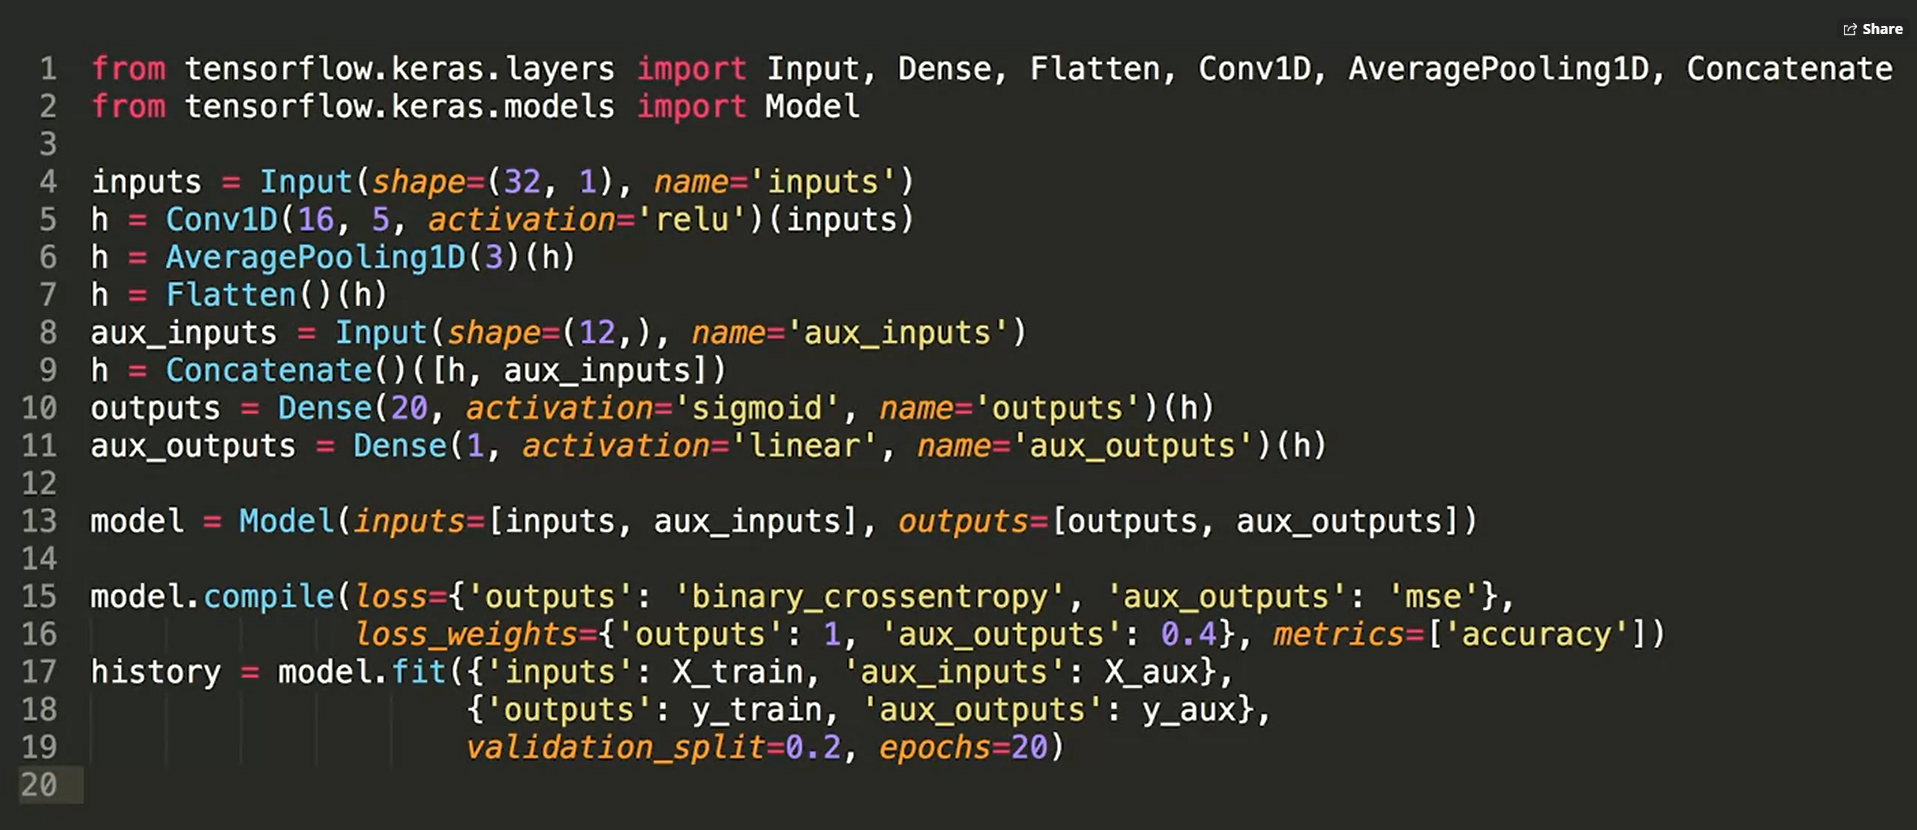 Share
1 from tensorflow.keras.layers import Input, Dense, Flatten, Conv1D, AveragePooling1D, Concatenate
2 from tensorflow.keras.models import Model
3
4 inputs = Input(shape=(32, 1), name='inputs')
5 h = Conv1D(16, 5, activation='relu')(inputs)
6 h = AveragePooling1D(3)(h)
7 h = Flatten()(h)
8 aux_inputs = Input(shape=(12,), name='aux_inputs')
9 h = Concatenate()([h, aux_inputs])
10 outputs = Dense(20, activation='sigmoid', name='outputs')(h)
11 aux_outputs = Dense(1, activation='linear', name='aux_outputs')(h)
12
13 model = Model(inputs=[inputs, aux_inputs], outputs=[outputs, aux_outputs])
14
15 model.compile(loss={'outputs': 'binary_crossentropy', 'aux_outputs': 'mse'},
16 loss_weights={'outputs': 1, 'aux_outputs': 0.4}, metrics=['accuracy'])
17 history = model.fit({'inputs': X_train, 'aux_inputs': X_aux},
18 {'outputs': y_train, 'aux_outputs': y_aux},
19 validation_split=0.2, epochs=20)
20